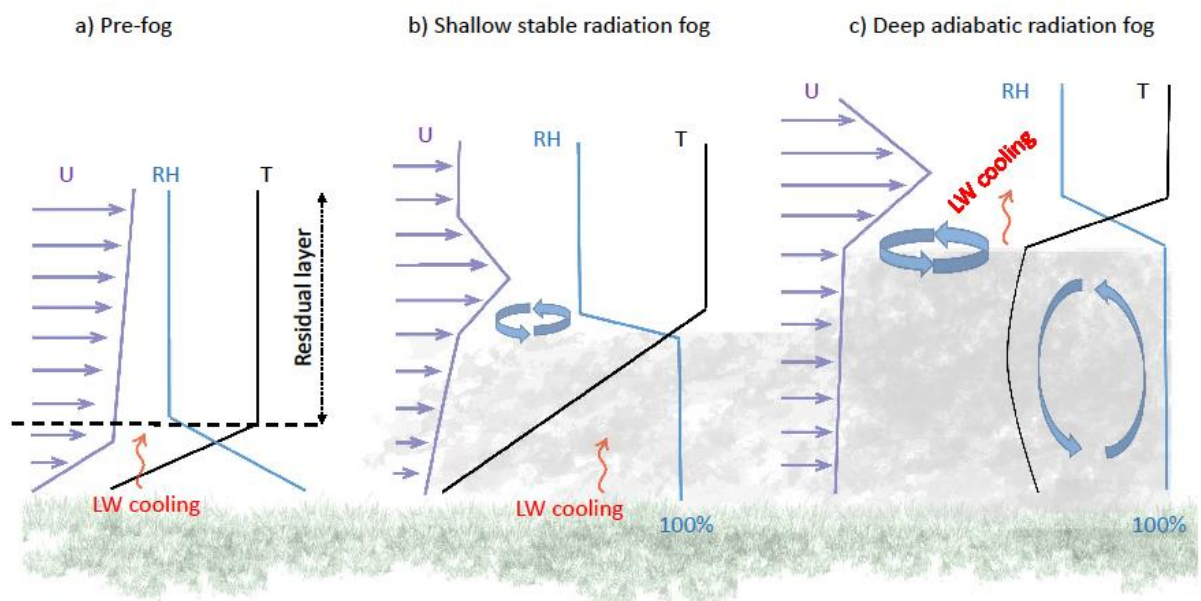 a) Pre-fog
b) Shallow stable radiation fog
c) Deep adiabatic radiation fog
U
RH
T
Residual layer
LW cooling
U
RH
T
LW cooling
100%
U
RH
T
LW cooling
100%